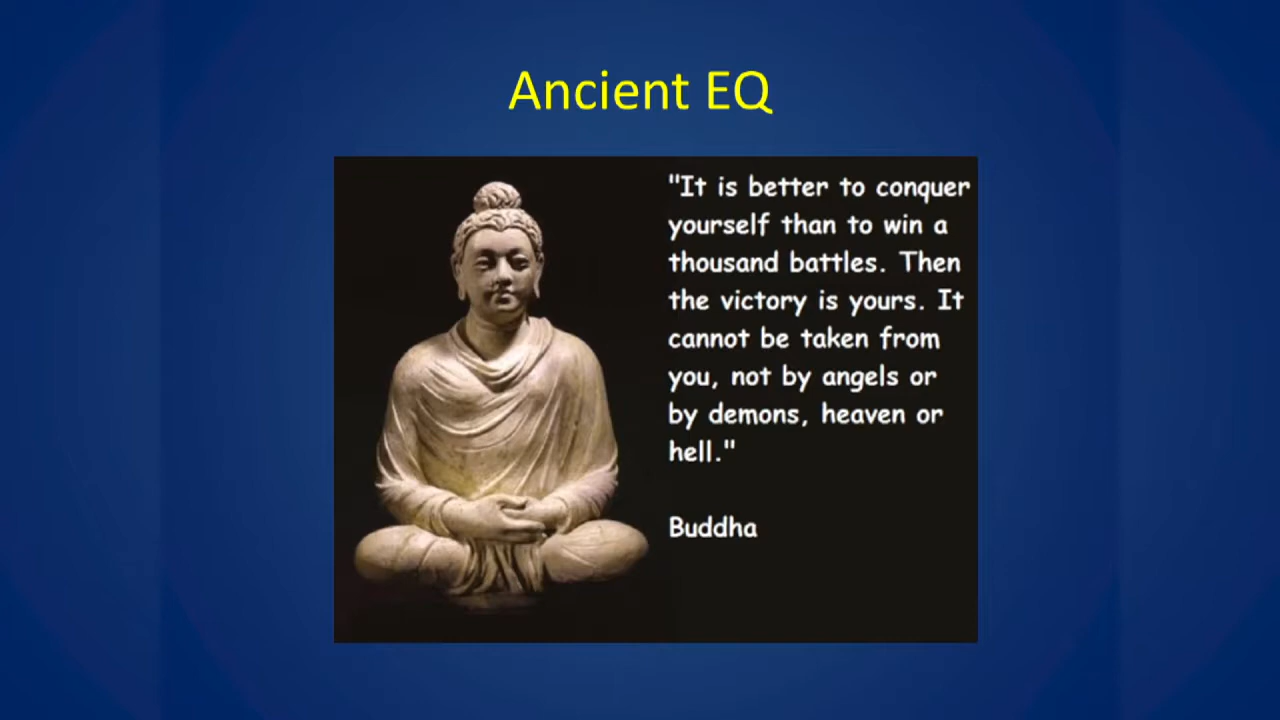 Ancient EQ
"It is better to conquer
yourself than to win a
thousand battles. Then
the victory is yours. It
cannot be taken from
you, not by angels or
by demons, heaven or
hell."
Buddha